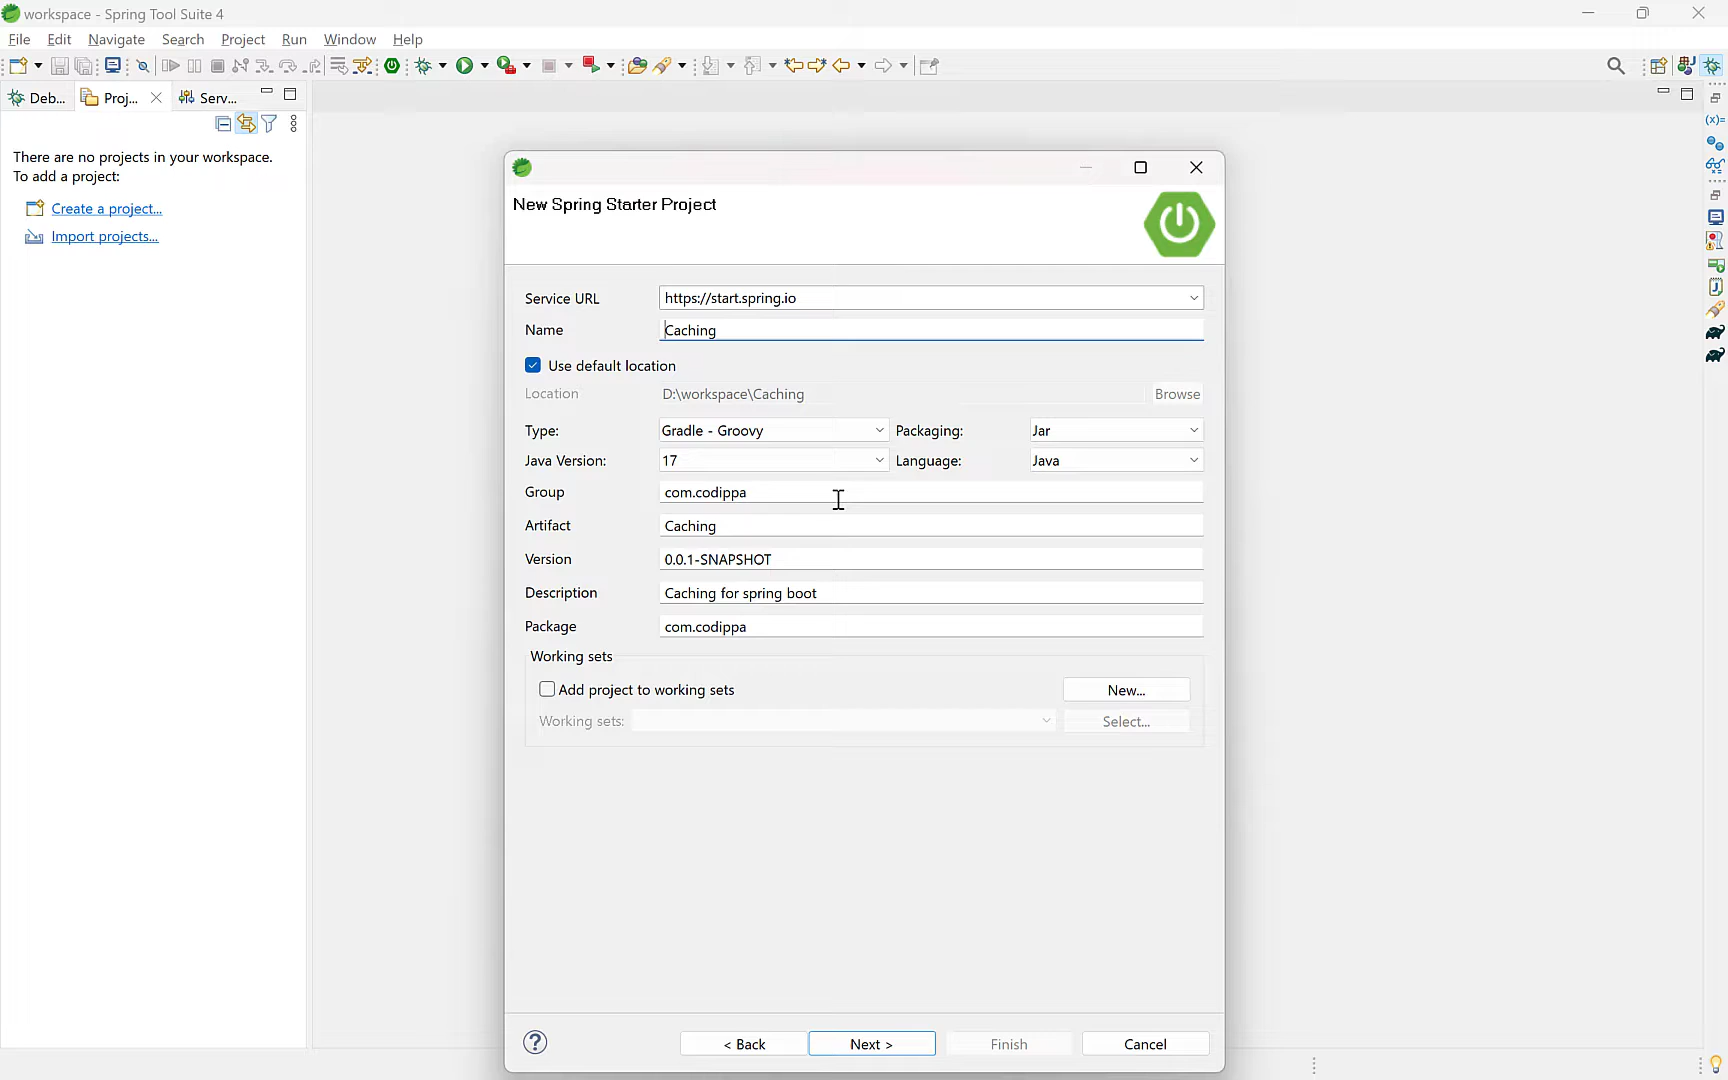 workspace - Spring Tool Suite 4
File Edit Navigate Search Project Run Window Help
Deb... Proj... Serv...
There are no projects in your workspace.
To add a project:
Create a project...
Import projects...
New Spring Starter Project
Service URL https://start.spring.io
Name Caching
Use default location
Location D:\workspace\Caching Browse
Type: Gradle - Groovy Packaging: Jar
Java Version: 17 Language: Java
Group com.codippa
Artifact Caching
Version 0.0.1-SNAPSHOT
Description Caching for spring boot
Package com.codippa
Working sets
Add project to working sets New...
Working sets: Select...
< Back Next > Finish Cancel